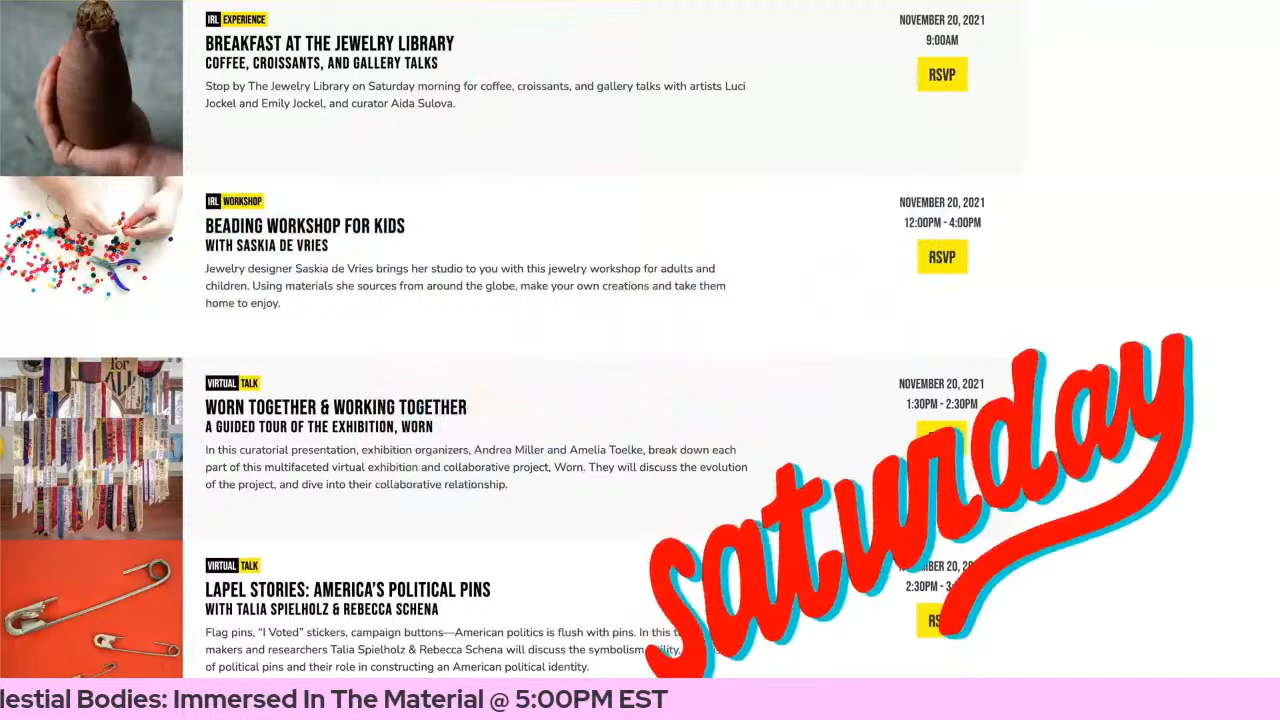 IRL EXPERIENCE
BREAKFAST AT THE JEWELRY LIBRARY
COFFEE, CROISSANTS, AND GALLERY TALKS
Stop by The Jewelry Library on Saturday morning for coffee, croissants, and gallery talks with artists Luci
Jockel and Emily Jockel, and curator Aida Sulova.
NOVEMBER 20, 2021
9:00AM
RSVP
IRL WORKSHOP
BEADING WORKSHOP FOR KIDS
WITH SASKIA DE VRIES
Jewelry designer Saskia de Vries brings her studio to you with this jewelry workshop for adults and
children. Using materials she sources from around the globe, make your own creations and take them
home to enjoy.
NOVEMBER 20, 2021
12:00PM - 4:00PM
RSVP
for
VIRTUAL TALK
WORN TOGETHER & WORKING TOGETHER
A GUIDED TOUR OF THE EXHIBITION, WORN
In this curatorial presentation, exhibition organizers, Andrea Miller and Amelia Toelke, break down each
part of this multifaceted virtual exhibition and collaborative project, Worn. They will discuss the evolution
of the project, and dive into their collaborative relationship.
NOVEMBER 20, 2021
1:30PM - 2:30PM
saturday
VIRTUAL TALK
LAPEL STORIES: AMERICA'S POLITICAL PINS
WITH TALIA SPIELHOLZ & REBECCA SCHENA
Flag pins, “I Voted” stickers, campaign buttons—American politics is flush with pins. In this
makers and researchers Talia Spielholz & Rebecca Schena will discuss the symbolism
of political pins and their role in constructing an American political identity.
20,
2:30PM -
lestial Bodies: Immersed In The Material @ 5:00PM EST